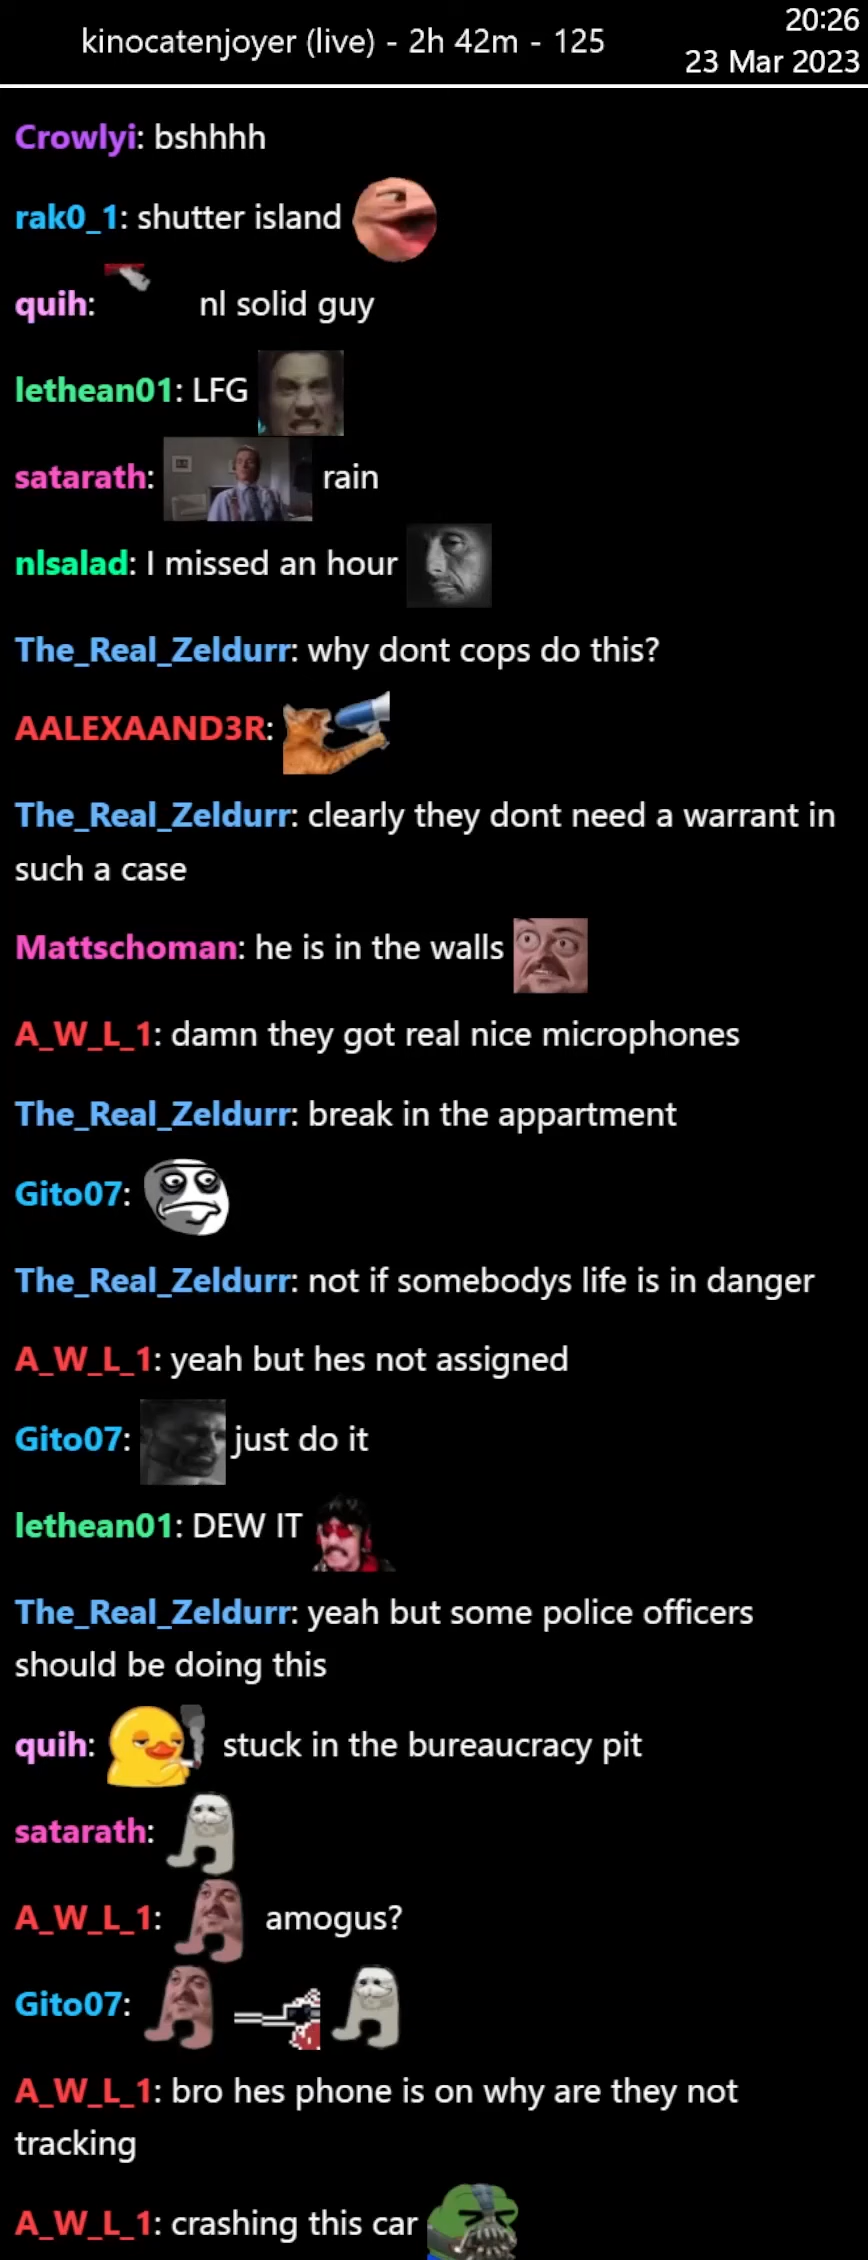 kinocatenjoyer (live) - 2h 42m - 125
20:26
23 Mar 2023
Crowlyi: bshhhh
rak0_1: shutter island
quih: nl solid guy
lethean01: LFG
satarath: rain
nlsalad: I missed an hour
The_Real_Zeldurr: why dont cops do this?
AALEXAAND3R:
The_Real_Zeldurr: clearly they dont need a warrant in
such a case
Mattschoman: he is in the walls
A_W_L_1: damn they got real nice microphones
The_Real_Zeldurr: break in the appartment
Gito07:
The_Real_Zeldurr: not if somebodys life is in danger
A_W_L_1: yeah but hes not assigned
Gito07: just do it
lethean01: DEW IT
The_Real_Zeldurr: yeah but some police officers
should be doing this
quih: stuck in the bureaucracy pit
satarath:
A_W_L_1: amogus?
Gito07:
A_W_L_1: bro hes phone is on why are they not
tracking
A_W_L_1: crashing this car